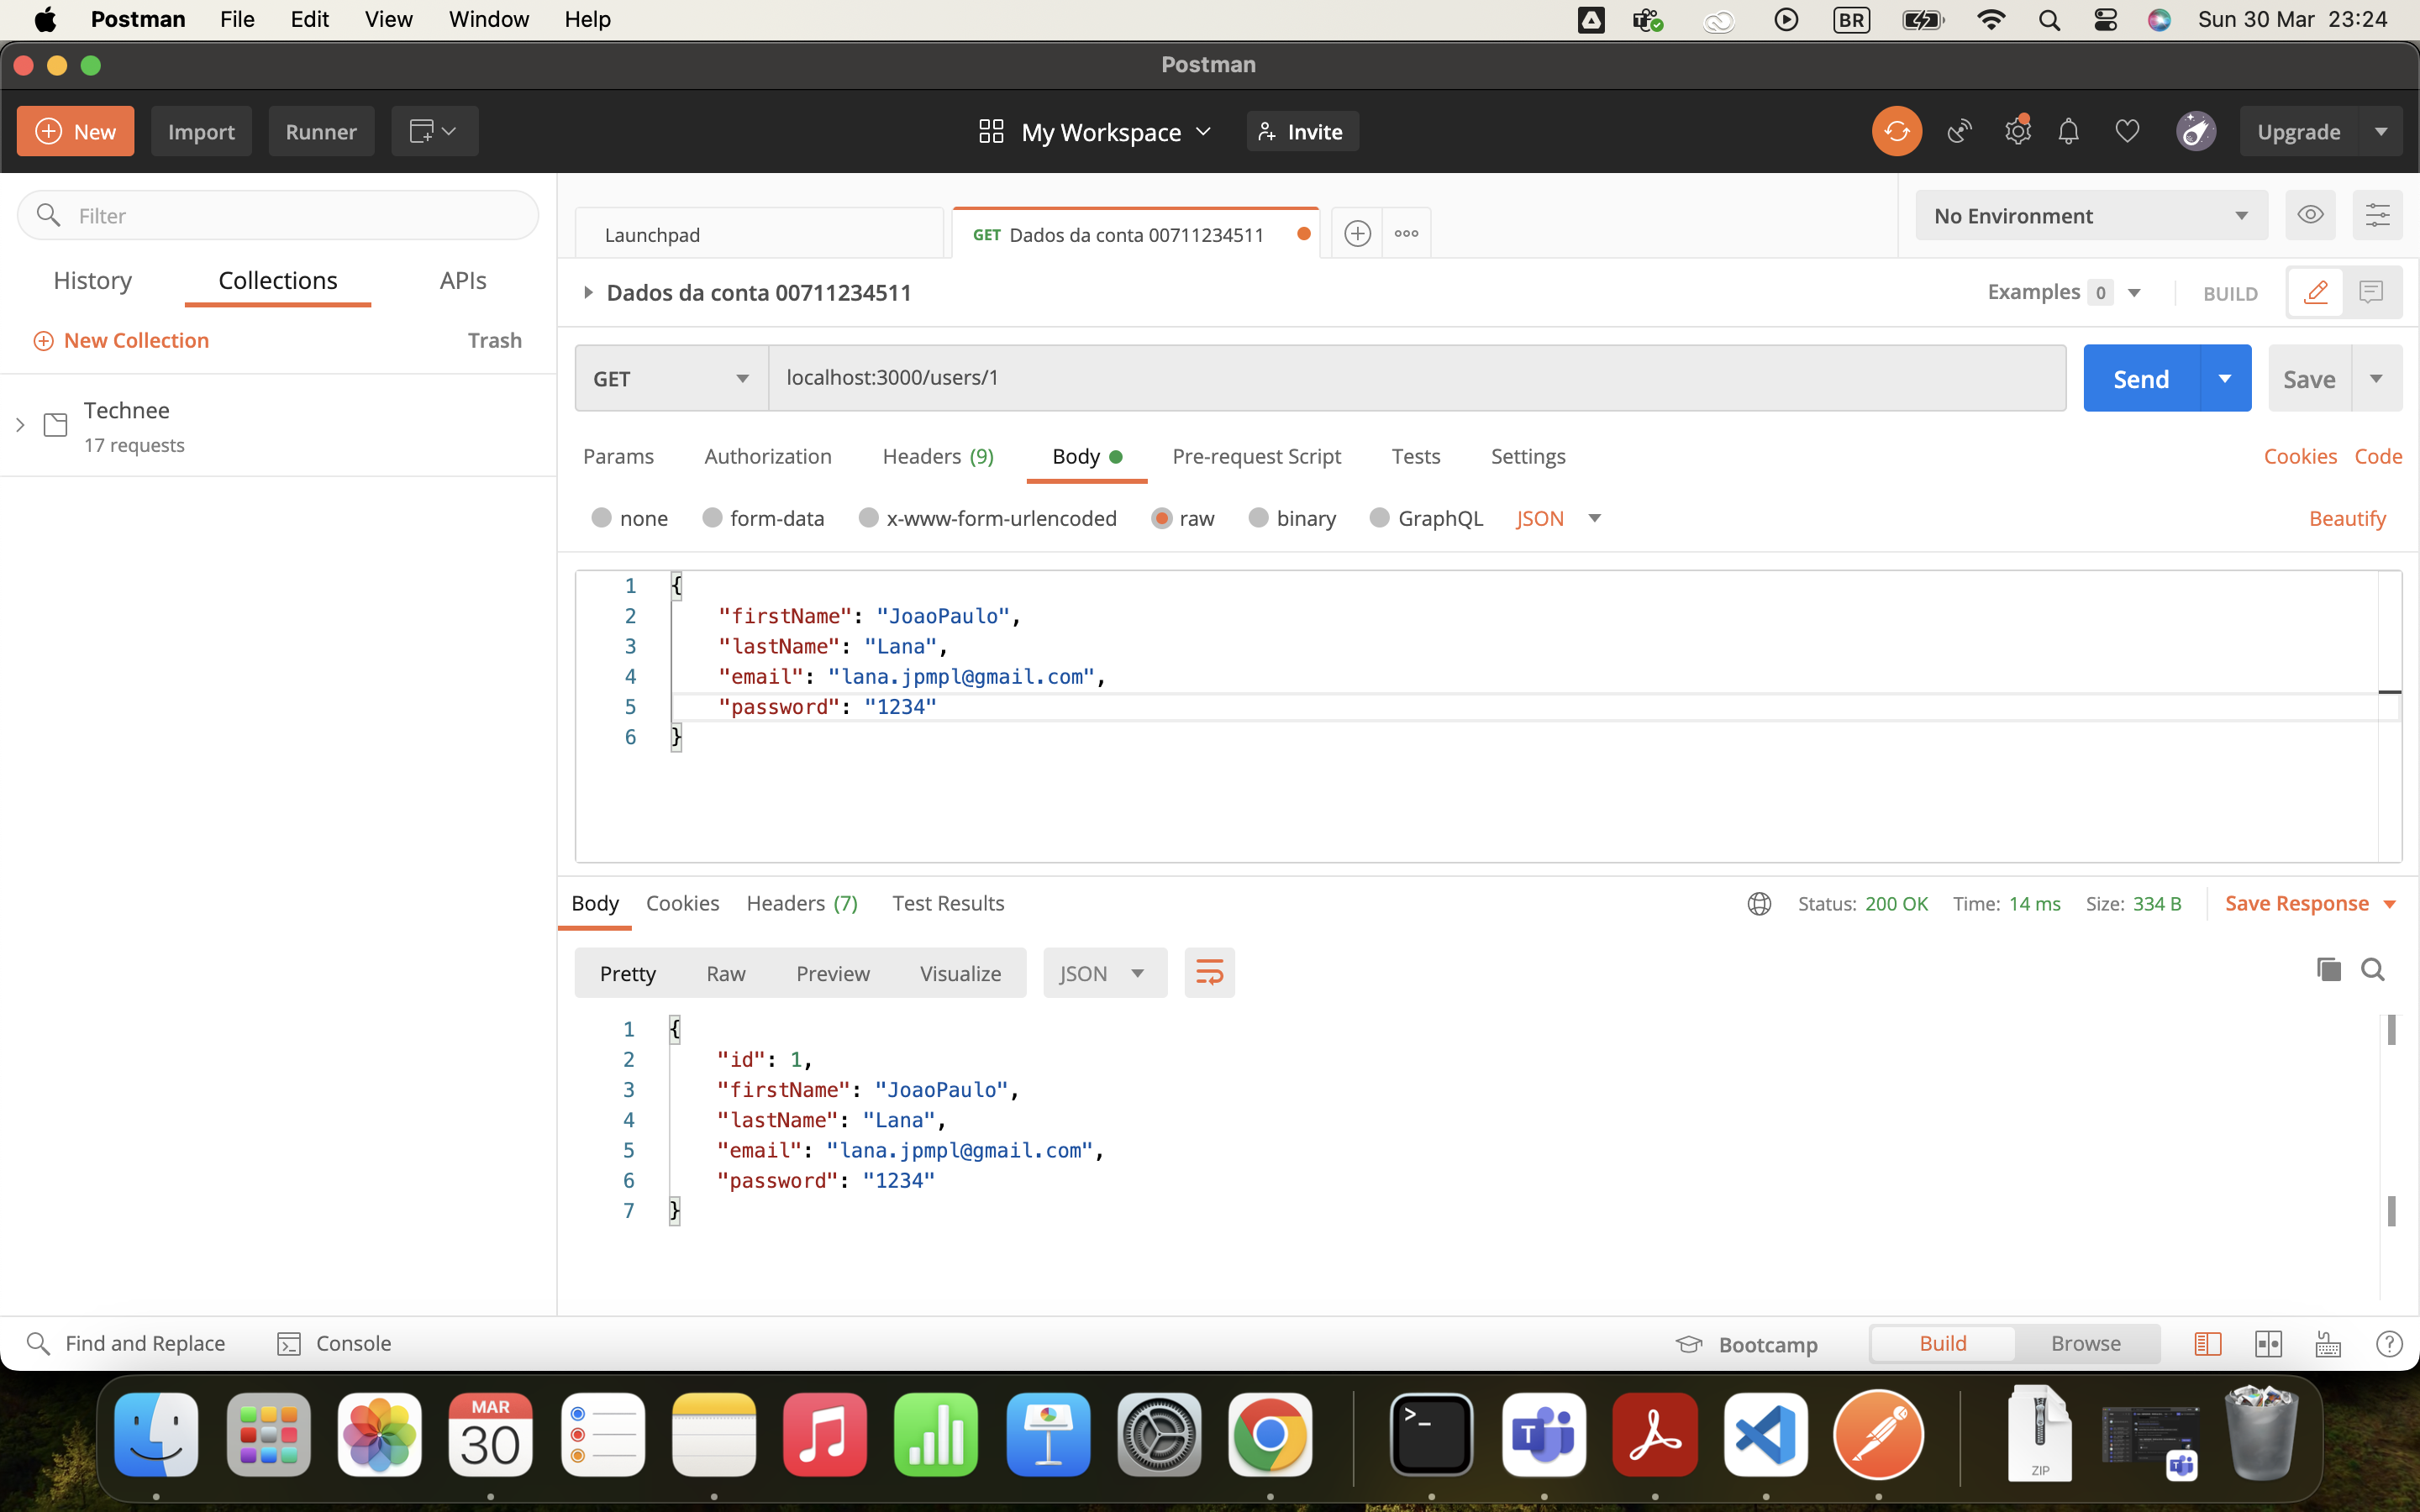 Postman File Edit View Window Help BR Sun 30 Mar 23:24
Postman
New Import Runner My Workspace Invite Upgrade
Filter
Launchpad GET Dados da conta 00711234511 No Environment
History Collections APIs
Dados da conta 00711234511 Examples 0 BUILD
New Collection Trash
GET localhost:3000/users/1 Send Save
Technee
17 requests
Params Authorization Headers (9) Body Pre-request Script Tests Settings Cookies Code
none form-data x-www-form-urlencoded raw binary GraphQL JSON Beautify
1 {
2 "firstName": "JoaoPaulo",
3 "lastName": "Lana",
4 "email": "lana.jpmpl@gmail.com",
5 "password": "1234"
6 }
Body Cookies Headers (7) Test Results Status: 200 OK Time: 14 ms Size: 334 B Save Response
Pretty Raw Preview Visualize JSON
1 {
2 "id": 1,
3 "firstName": "JoaoPaulo",
4 "lastName": "Lana",
5 "email": "lana.jpmpl@gmail.com",
6 "password": "1234"
7 }
Find and Replace Console Bootcamp Build Browse
MAR
30
ZIP